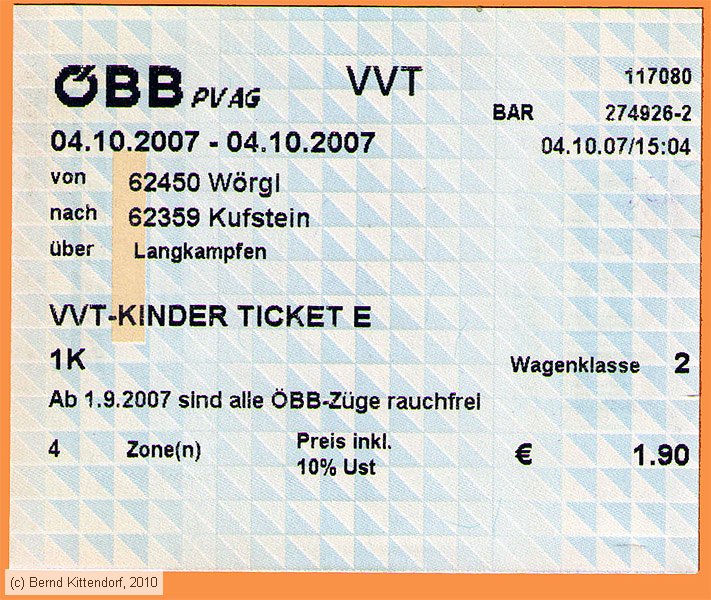 ÖBB PV AG VVT 117080
BAR 274926-2
04.10.2007 - 04.10.2007 04.10.07/15:04
von 62450 Wörgl
nach 62359 Kufstein
über Langkampfen
VVT-KINDER TICKET E
1K Wagenklasse 2
Ab 1.9.2007 sind alle ÖBB-Züge rauchfrei
4 Zone(n) Preis inkl. € 1.90
10% Ust
(c) Bernd Kittendorf, 2010